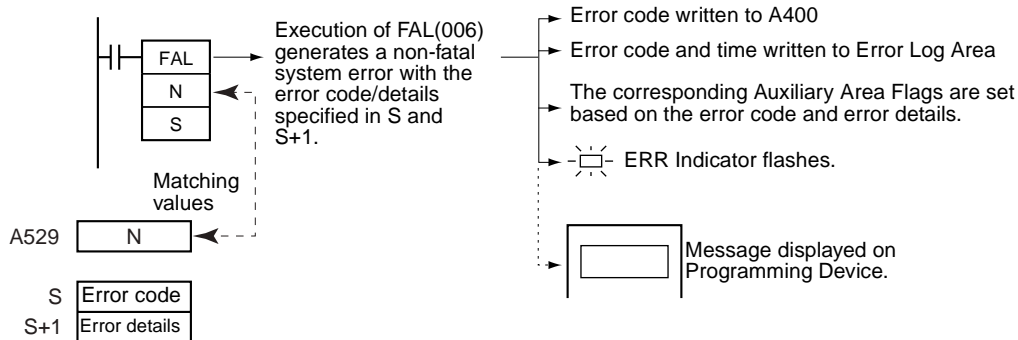 FAL
N
S
Execution of FAL(006)
generates a non-fatal
system error with the
error code/details
specified in S and
S+1.
Error code written to A400
Error code and time written to Error Log Area
The corresponding Auxiliary Area Flags are set
based on the error code and error details.
ERR Indicator flashes.
Message displayed on
Programming Device.
Matching
values
A529 N
S Error code
S+1 Error details